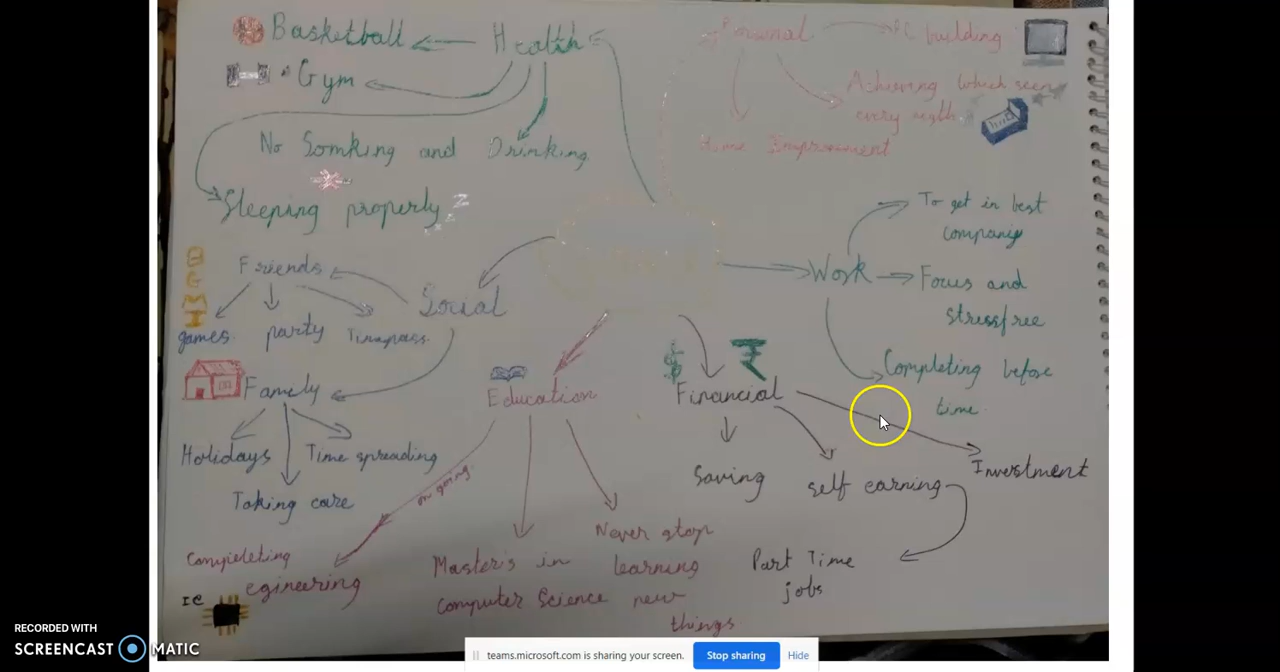 Basketball
Health
Personal
PC building
Gym
Achieving which seen
every night
No Somking and Drinking
Improvment
Sleeping properly
z z z
To get in best
company
Work
Focus and
stressfree
Completing before
time
Friends
Social
B
G
M
I
games
party
Timepass
Family
Holidays
Time spreading
Taking care
Education
on going
Completing
egineering
IC
Master's in
Computer Science
Never stop
learning
new
things
$
₹
Financial
Saving
self earning
Investment
Part Time
jobs
RECORDED WITH
SCREENCAST MATIC
teams.microsoft.com is sharing your screen.
Stop sharing
Hide